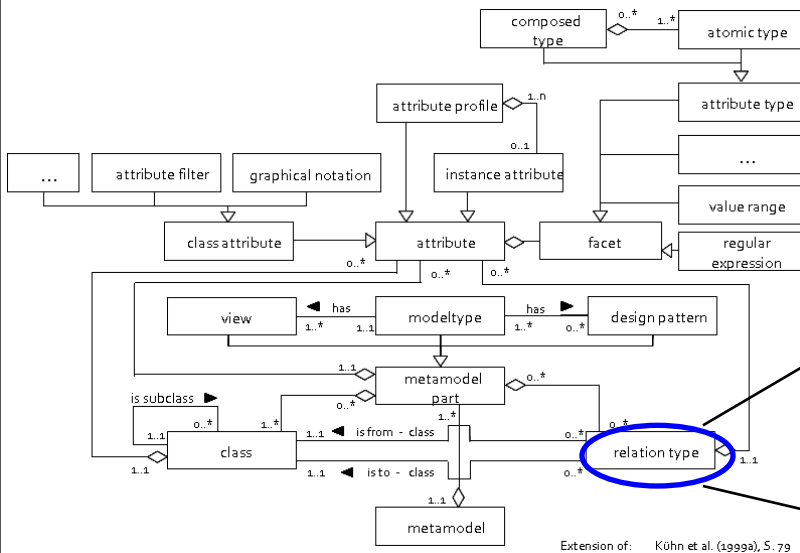 composed
type
0..*
1..*
atomic type
attribute profile
1..n
attribute type
0..1
...
...
attribute filter
graphical notation
instance attribute
value range
class attribute
attribute
facet
regular
expression
0..*
0..*
0..*
view
◄ has
1..*
1..1
modeltype
has ►
1..*
0..*
design pattern
1..1
metamodel
part
0..*
0..*
is subclass ►
1..*
0..*
1..1
0..*
1..*
0..*
1..1
◄ is from - class
0..*
class
relation type
1..1
1..1
1..1
◄ is to - class
0..*
1..1
metamodel
Extension of: Kühn et al. (1999a), S. 79